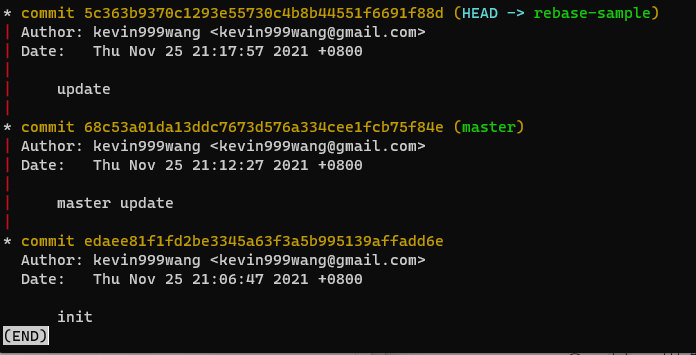 * commit 5c363b9370c1293e55730c4b8b44551f6691f88d (HEAD -> rebase-sample)
| Author: kevin999wang <kevin999wang@gmail.com>
| Date:   Thu Nov 25 21:17:57 2021 +0800
|
|     update
|
* commit 68c53a01da13ddc7673d576a334cee1fcb75f84e (master)
| Author: kevin999wang <kevin999wang@gmail.com>
| Date:   Thu Nov 25 21:12:27 2021 +0800
|
|     master update
|
* commit edaee81f1fd2be3345a63f3a5b995139affadd6e
  Author: kevin999wang <kevin999wang@gmail.com>
  Date:   Thu Nov 25 21:06:47 2021 +0800

      init
(END)